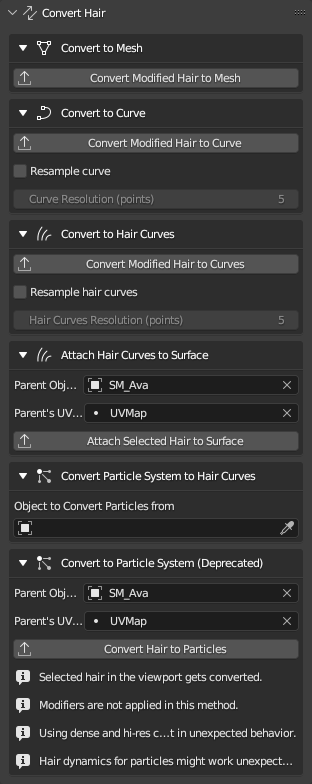 Convert Hair
Convert to Mesh
Convert Modified Hair to Mesh
Convert to Curve
Convert Modified Hair to Curve
Resample curve
Curve Resolution (points) 5
Convert to Hair Curves
Convert Modified Hair to Curves
Resample hair curves
Hair Curves Resolution (points) 5
Attach Hair Curves to Surface
Parent Obj... SM_Ava
Parent's UV... UVMap
Attach Selected Hair to Surface
Convert Particle System to Hair Curves
Object to Convert Particles from
Convert to Particle System (Deprecated)
Parent Obj... SM_Ava
Parent's UV... UVMap
Convert Hair to Particles
Selected hair in the viewport gets converted.
Modifiers are not applied in this method.
Using dense and hi-res c...t in unexpected behavior.
Hair dynamics for particles might work unexpect...